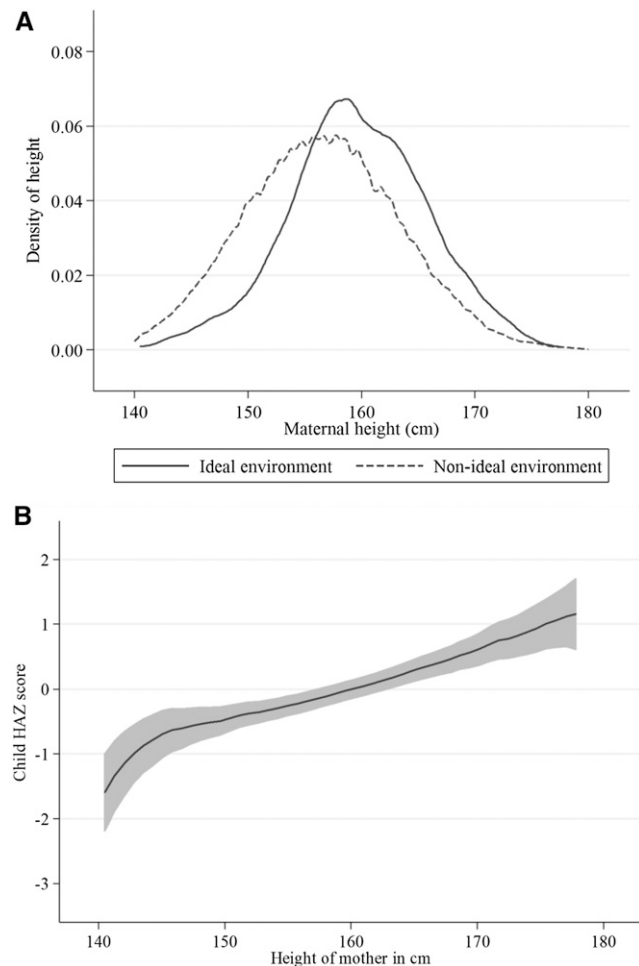 A
0.08
0.06
0.04
0.02
0.00
Density of height
140 150 160 170 180
Maternal height (cm)
Ideal environment Non-ideal environment
B
2
1
0
-1
-2
-3
Child HAZ score
140 150 160 170 180
Height of mother in cm